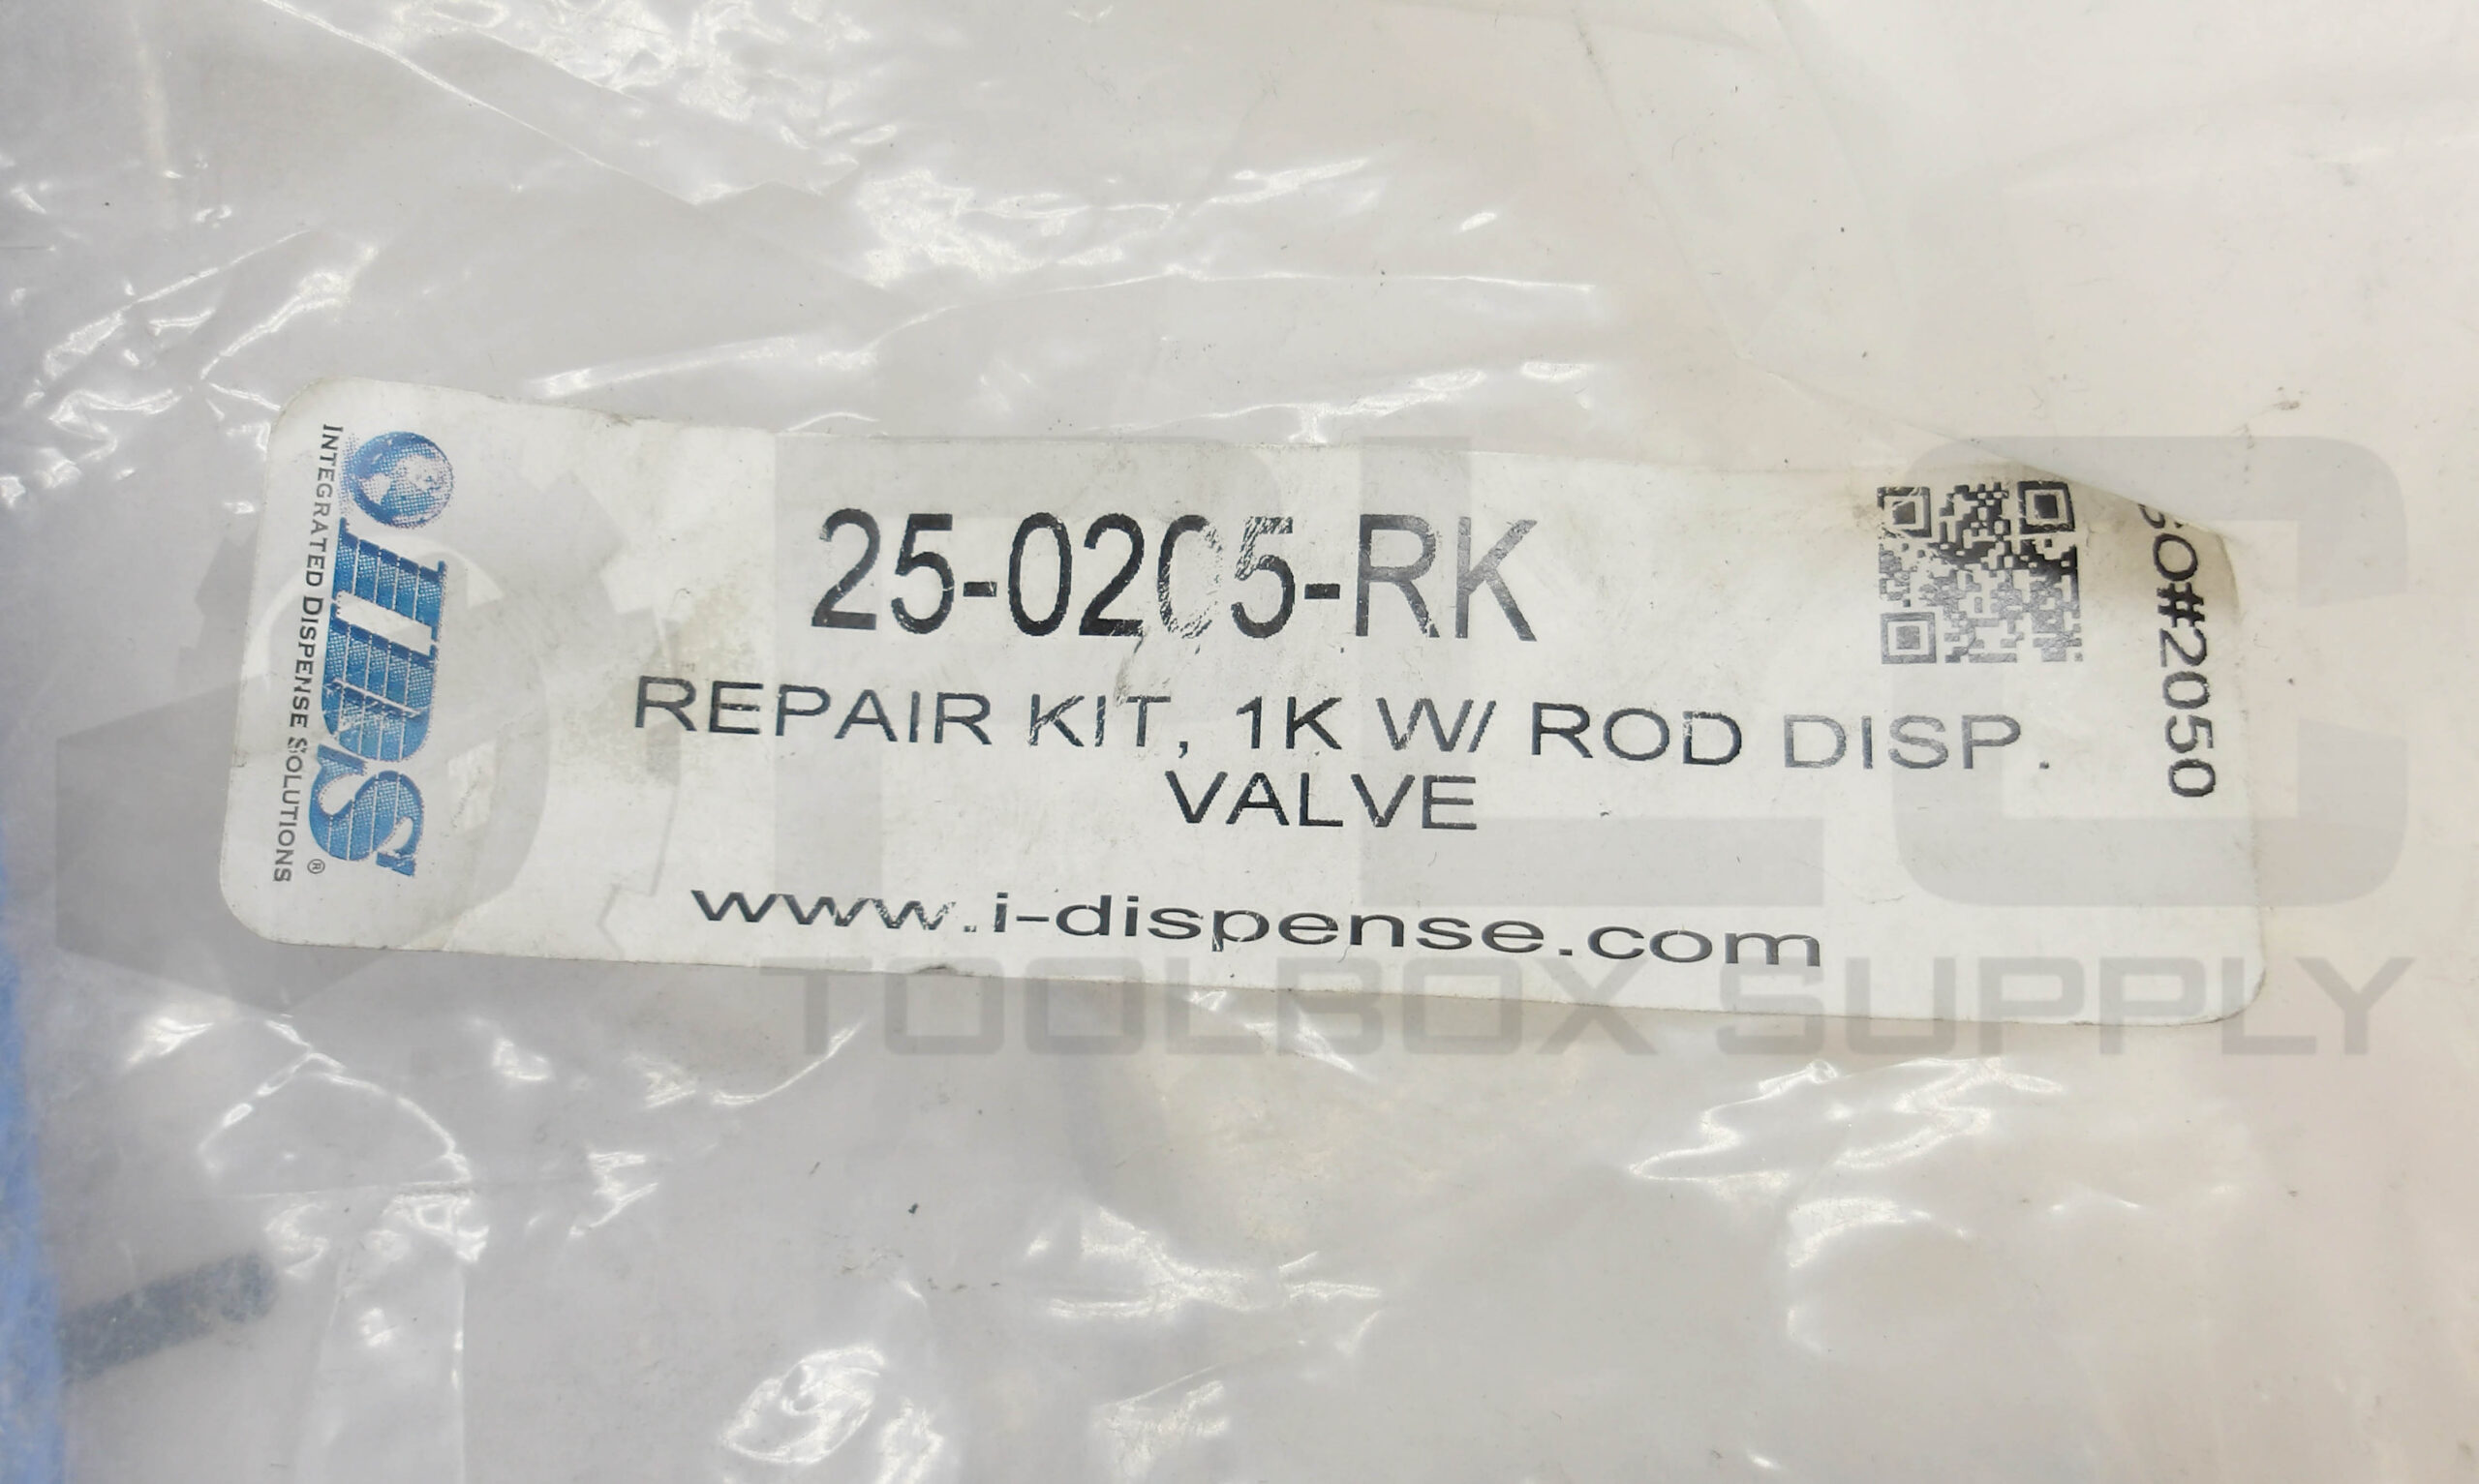 IDS®
INTEGRATED DISPENSE SOLUTIONS
25-0205-RK
REPAIR KIT, 1K W/ ROD DISP.
VALVE
www.i-dispense.com
SO#2050
PLC
TOOLBOX SUPPLY